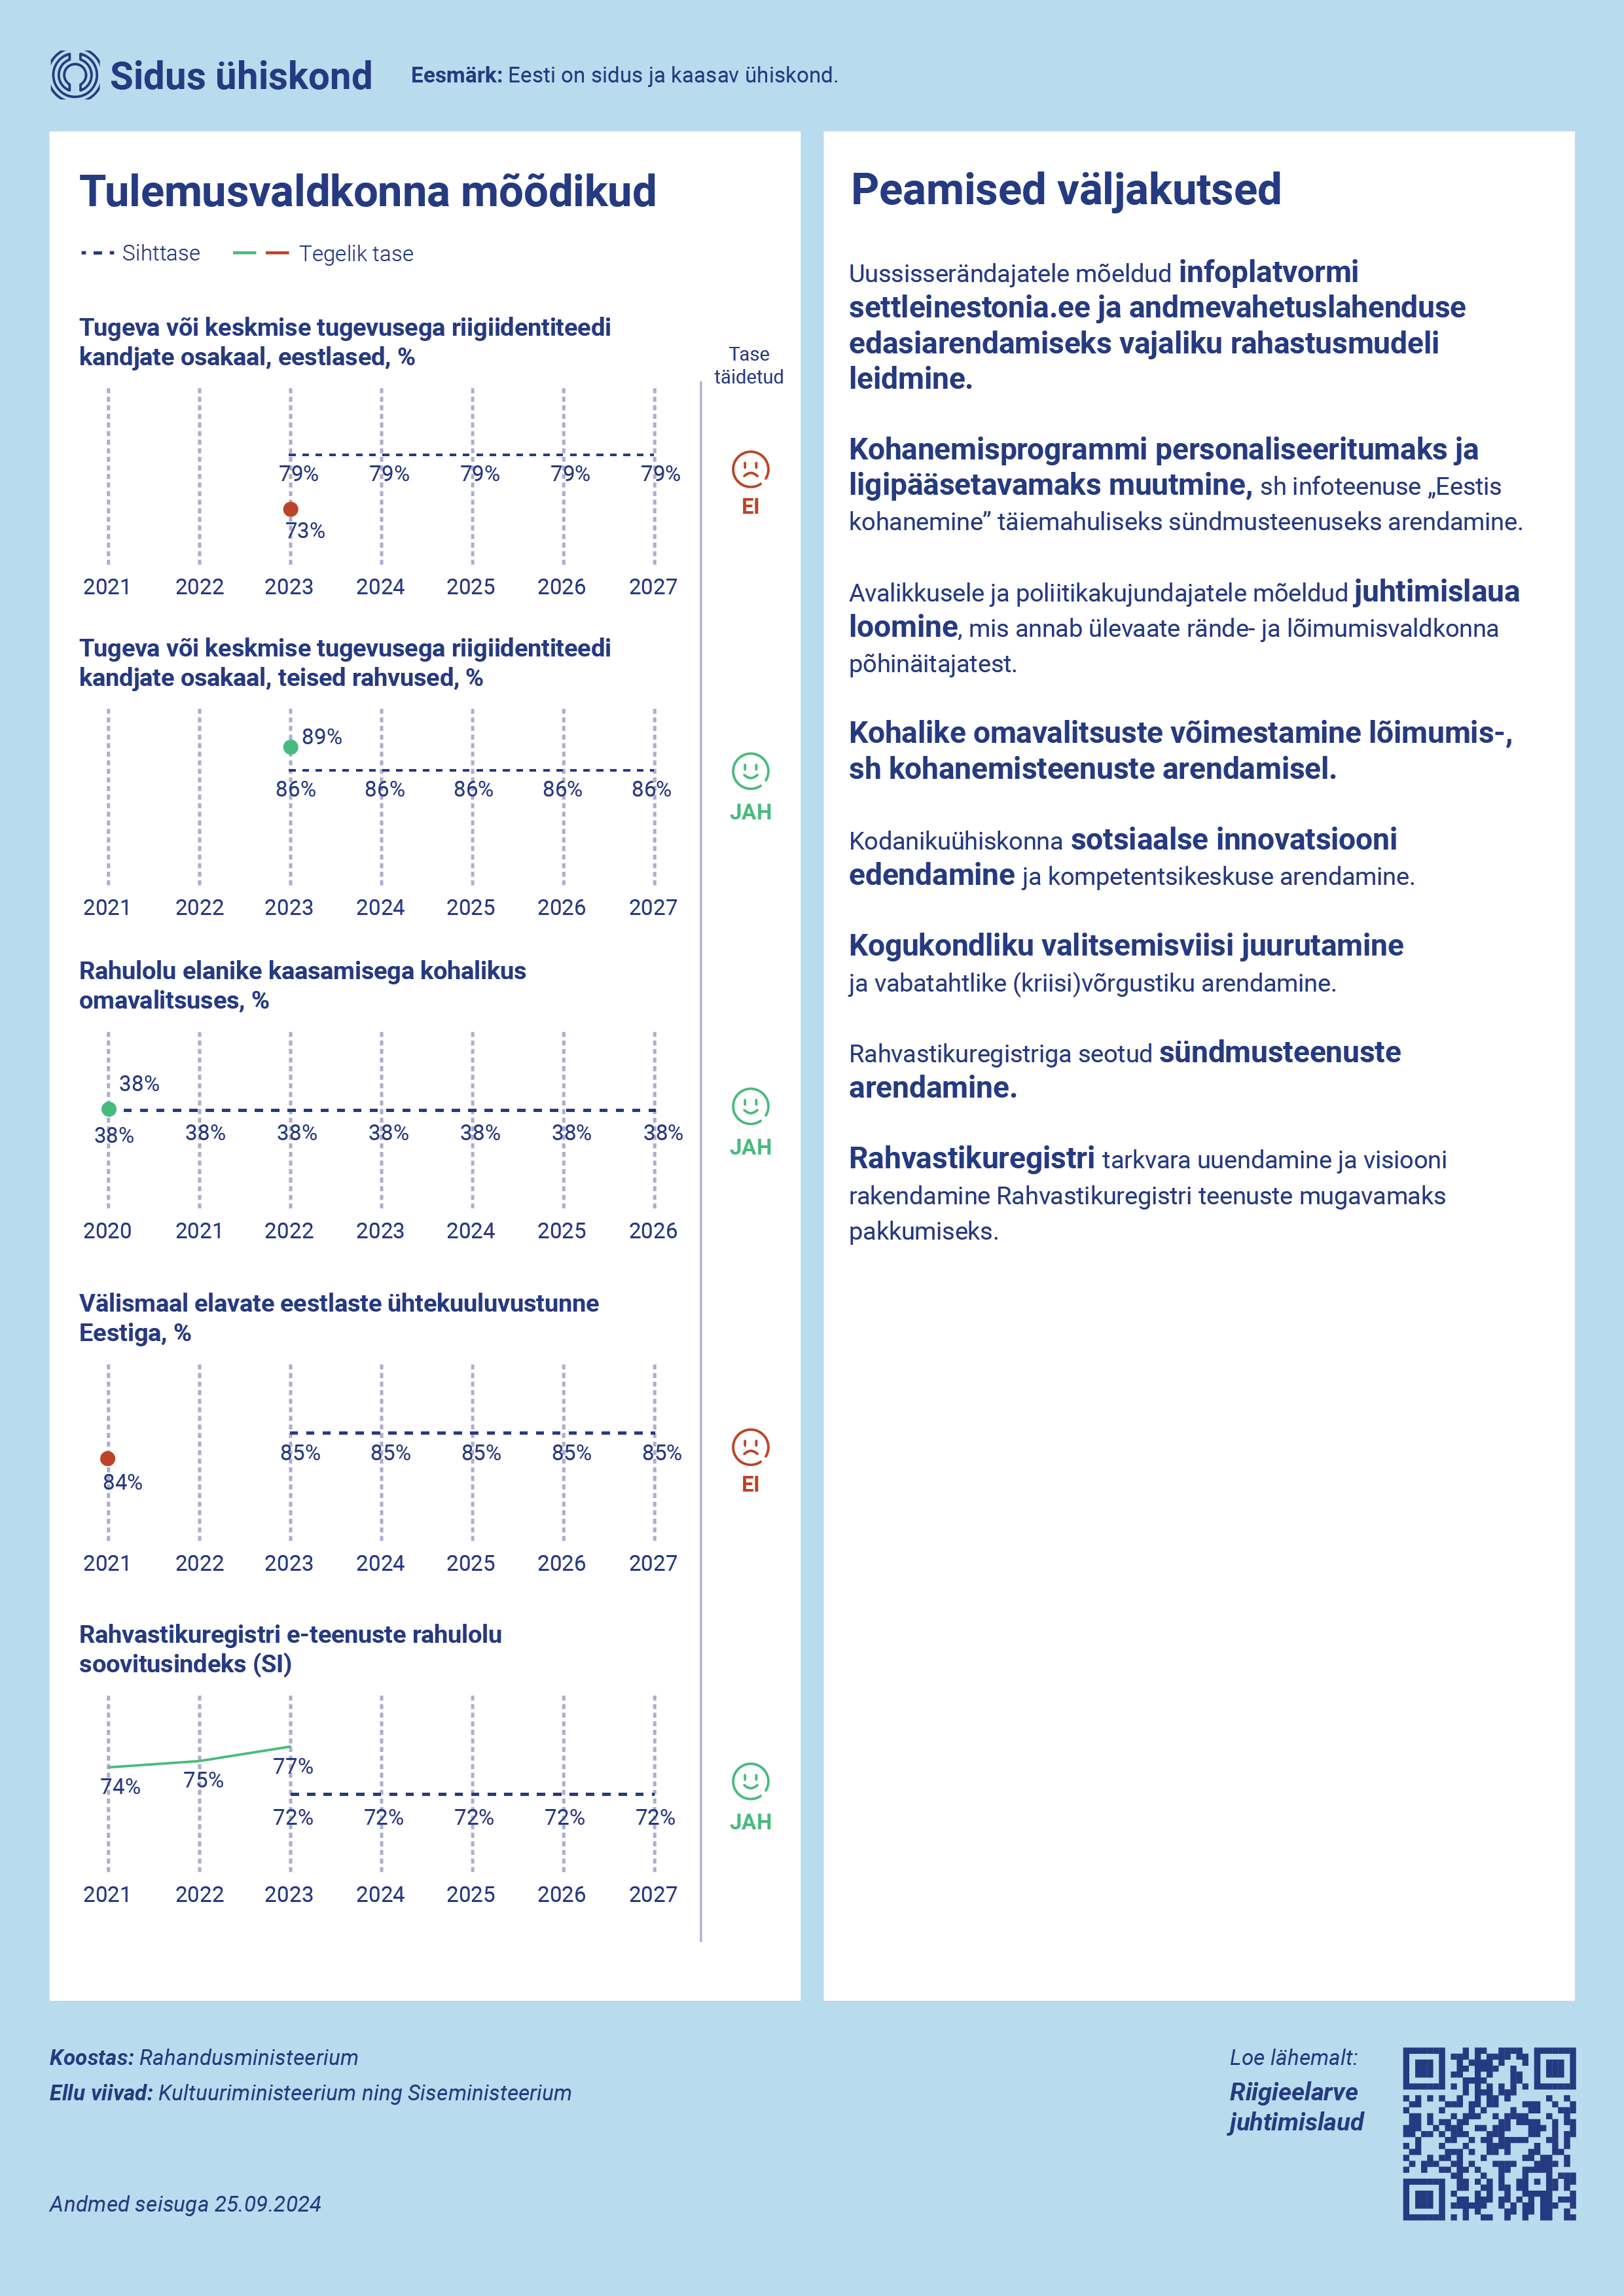 Sidus ühiskond
Eesmärk: Eesti on sidus ja kaasav ühiskond.
Tulemusvaldkonna mõõdikud
Sihttase
Tegelik tase
Tase
täidetud
Tugeva või keskmise tugevusega riigiidentiteedi
kandjate osakaal, eestlased, %
79% 79% 79% 79% 79%
73%
EI
2021 2022 2023 2024 2025 2026 2027
Tugeva või keskmise tugevusega riigiidentiteedi
kandjate osakaal, teised rahvused, %
89%
86% 86% 86% 86% 86%
JAH
2021 2022 2023 2024 2025 2026 2027
Rahulolu elanike kaasamisega kohalikus
omavalitsuses, %
38%
38% 38% 38% 38% 38% 38% 38%
JAH
2020 2021 2022 2023 2024 2025 2026
Välismaal elavate eestlaste ühtekuuluvustunne
Eestiga, %
85% 85% 85% 85% 85%
84%
EI
2021 2022 2023 2024 2025 2026 2027
Rahvastikuregistri e-teenuste rahulolu
soovitusindeks (SI)
74% 75% 77%
72% 72% 72% 72% 72%
JAH
2021 2022 2023 2024 2025 2026 2027
Peamised väljakutsed
Uussisserändajatele mõeldud infoplatvormi
settleinestonia.ee ja andmevahetuslahenduse
edasiarendamiseks vajaliku rahastusmudeli
leidmine.
Kohanemisprogrammi personaliseeritumaks ja
ligipääsetavamaks muutmine, sh infoteenuse „Eestis
kohanemine” täiemahuliseks sündmusteenuseks arendamine.
Avalikkusele ja poliitikakujundajatele mõeldud juhtimislaua
loomine, mis annab ülevaate rände- ja lõimumisvaldkonna
põhinäitajatest.
Kohalike omavalitsuste võimestamine lõimumis-,
sh kohanemisteenuste arendamisel.
Kodanikuühiskonna sotsiaalse innovatsiooni
edendamine ja kompetentsikeskuse arendamine.
Kogukondliku valitsemisviisi juurutamine
ja vabatahtlike (kriisi)võrgustiku arendamine.
Rahvastikuregistriga seotud sündmusteenuste
arendamine.
Rahvastikuregistri tarkvara uuendamine ja visiooni
rakendamine Rahvastikuregistri teenuste mugavamaks
pakkumiseks.
Koostas: Rahandusministeerium
Ellu viivad: Kultuuriministeerium ning Siseministeerium
Andmed seisuga 25.09.2024
Loe lähemalt:
Riigieelarve
juhtimislaud